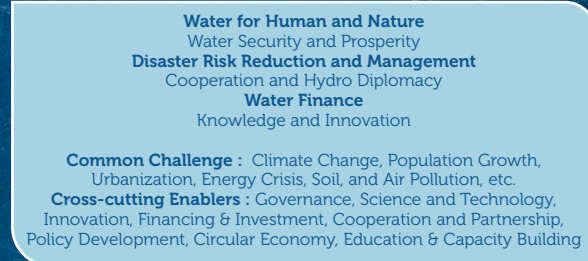 Water for Human and Nature
Water Security and Prosperity
Disaster Risk Reduction and Management
Cooperation and Hydro Diplomacy
Water Finance
Knowledge and Innovation
Common Challenge : Climate Change, Population Growth,
Urbanization, Energy Crisis, Soil, and Air Pollution, etc.
Cross-cutting Enablers : Governance, Science and Technology,
Innovation, Financing & Investment, Cooperation and Partnership,
Policy Development, Circular Economy, Education & Capacity Building